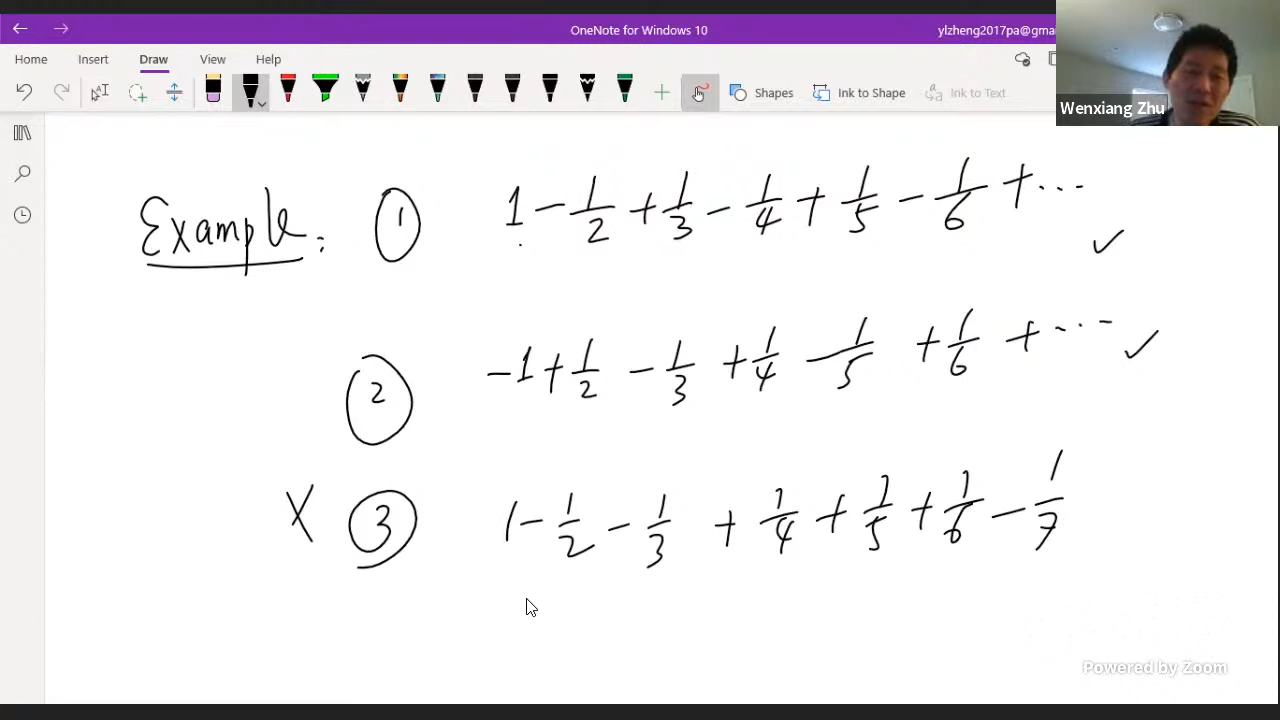 OneNote for Windows 10
ylzheng2017pa@gma
Home Insert Draw View Help
Shapes Ink to Shape Ink to Text
Wenxiang Zhu
Example: ① 1 - 1/2 + 1/3 - 1/4 + 1/5 - 1/6 + ... ✓
② -1 + 1/2 - 1/3 + 1/4 - 1/5 + 1/6 + ... ✓
X ③ 1 - 1/2 - 1/3 + 1/4 + 1/5 + 1/6 - 1/7
Powered by Zoom